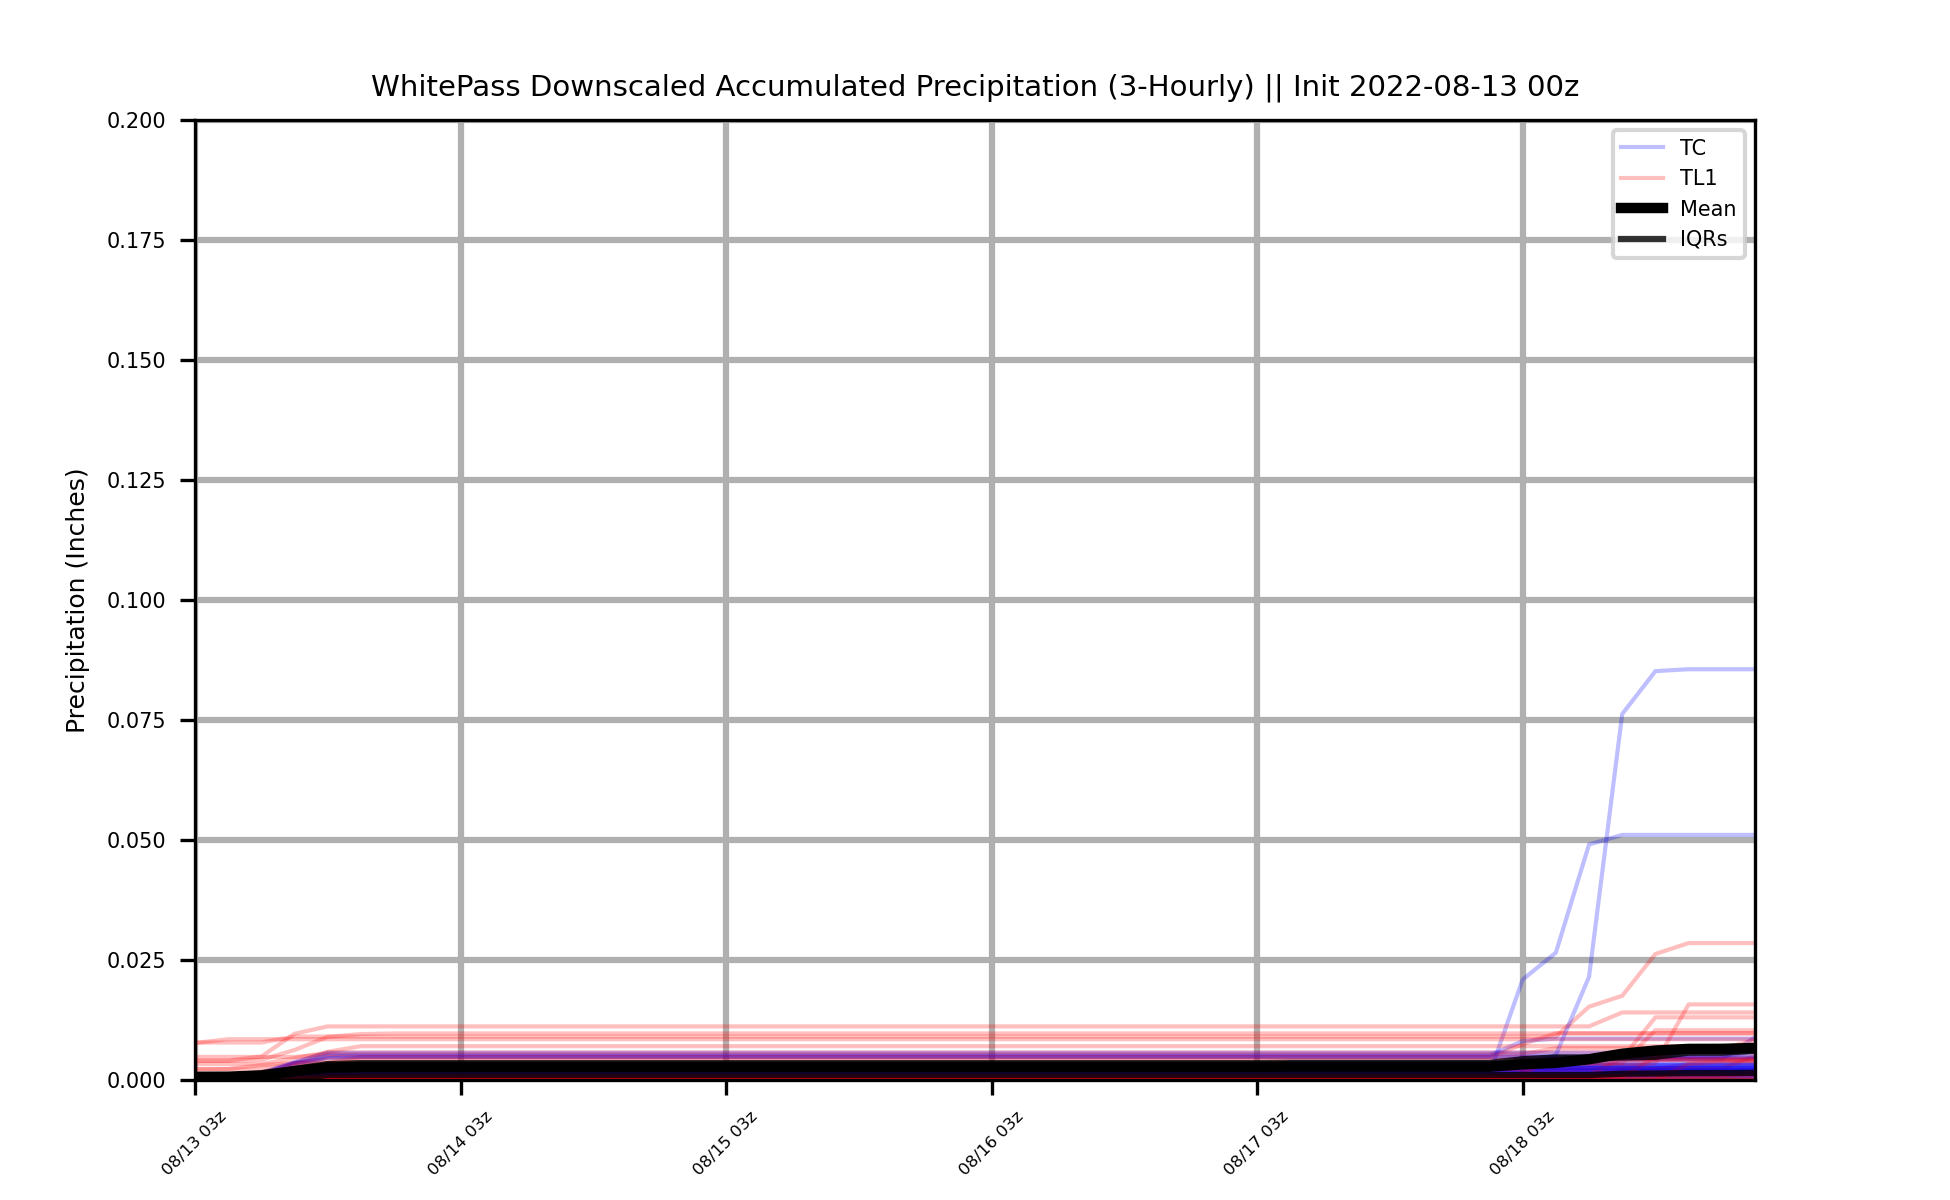 WhitePass Downscaled Accumulated Precipitation (3-Hourly) || Init 2022-08-13 00z
Precipitation (Inches)
0.200
0.175
0.150
0.125
0.100
0.075
0.050
0.025
0.000
TC
TL1
Mean
IQRs
08/13 03z
08/14 03z
08/15 03z
08/16 03z
08/17 03z
08/18 03z